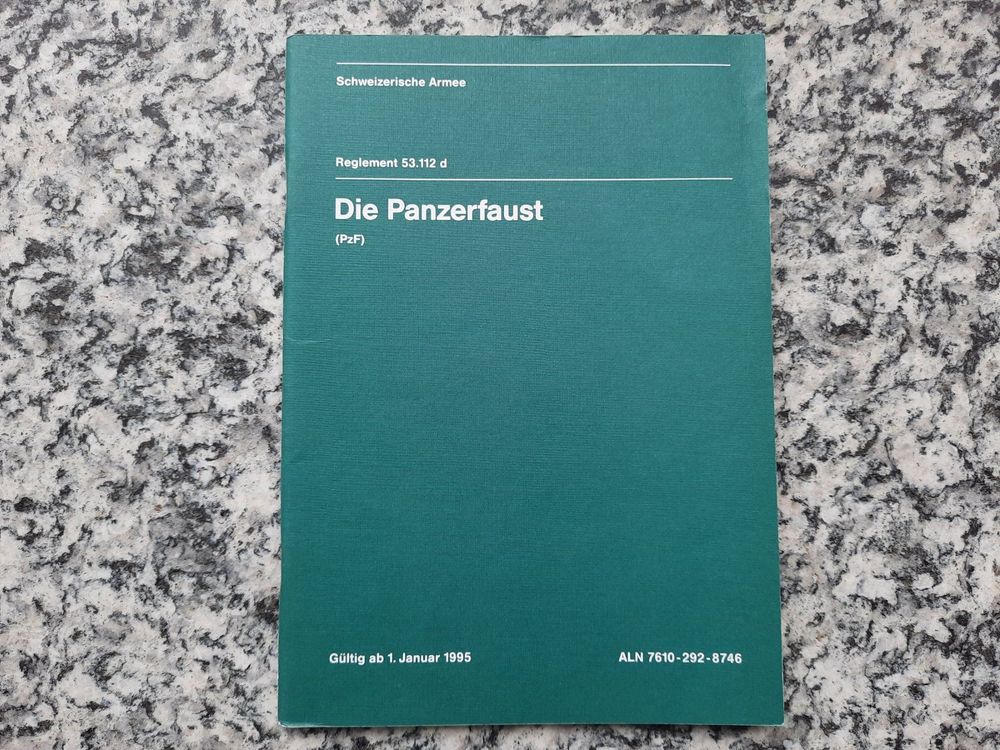 Schweizerische Armee
Reglement 53.112 d
Die Panzerfaust
(PzF)
Gültig ab 1. Januar 1995
ALN 7610-292-8746